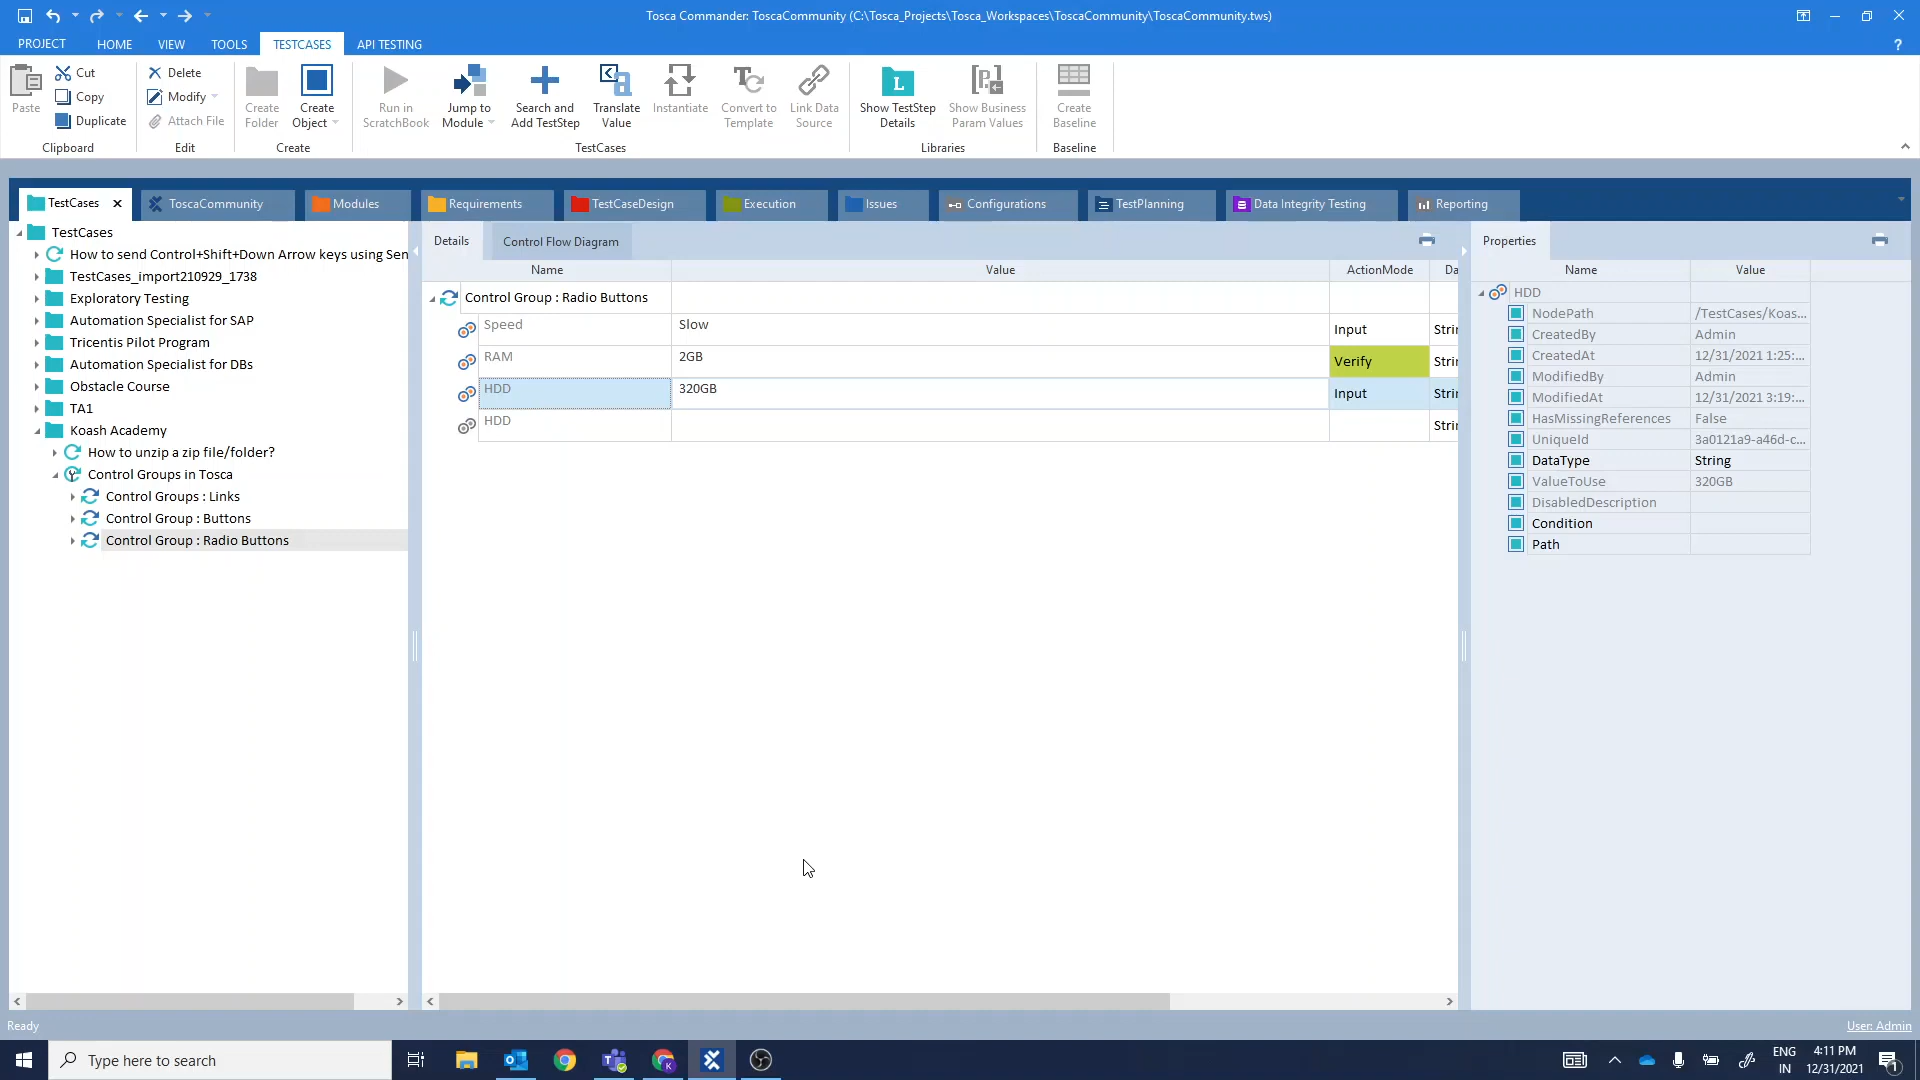 Tosca Commander: ToscaCommunity (C:\Tosca_Projects\Tosca_Workspaces\ToscaCommunity\ToscaCommunity.tws)
PROJECT HOME VIEW TOOLS TESTCASES API TESTING ?
Paste Cut Copy Duplicate Clipboard
Delete Modify Attach File Edit
Create Folder Create Object Create
Run in ScratchBook Jump to Module Search and Add TestStep Translate Value Instantiate Convert to Template Link Data Source TestCases
Show TestStep Details Show Business Param Values Libraries
Create Baseline Baseline
TestCases ToscaCommunity Modules Requirements TestCaseDesign Execution Issues Configurations TestPlanning Data Integrity Testing Reporting
TestCases
How to send Control+Shift+Down Arrow keys using Sen
TestCases_import210929_1738
Exploratory Testing
Automation Specialist for SAP
Tricentis Pilot Program
Automation Specialist for DBs
Obstacle Course
TA1
Koash Academy
How to unzip a zip file/folder?
Control Groups in Tosca
Control Groups : Links
Control Group : Buttons
Control Group : Radio Buttons
Details Control Flow Diagram
Name Value ActionMode Da
Control Group : Radio Buttons
Speed Slow Input Strin
RAM 2GB Verify Strin
HDD 320GB Input Strin
HDD Strin
Properties
Name Value
HDD
NodePath /TestCases/Koas...
CreatedBy Admin
CreatedAt 12/31/2021 1:25:...
ModifiedBy Admin
ModifiedAt 12/31/2021 3:19:...
HasMissingReferences False
UniqueId 3a0121a9-a46d-c...
DataType String
ValueToUse 320GB
DisabledDescription
Condition
Path
Ready User: Admin
Type here to search
ENG IN
4:11 PM
12/31/2021
1